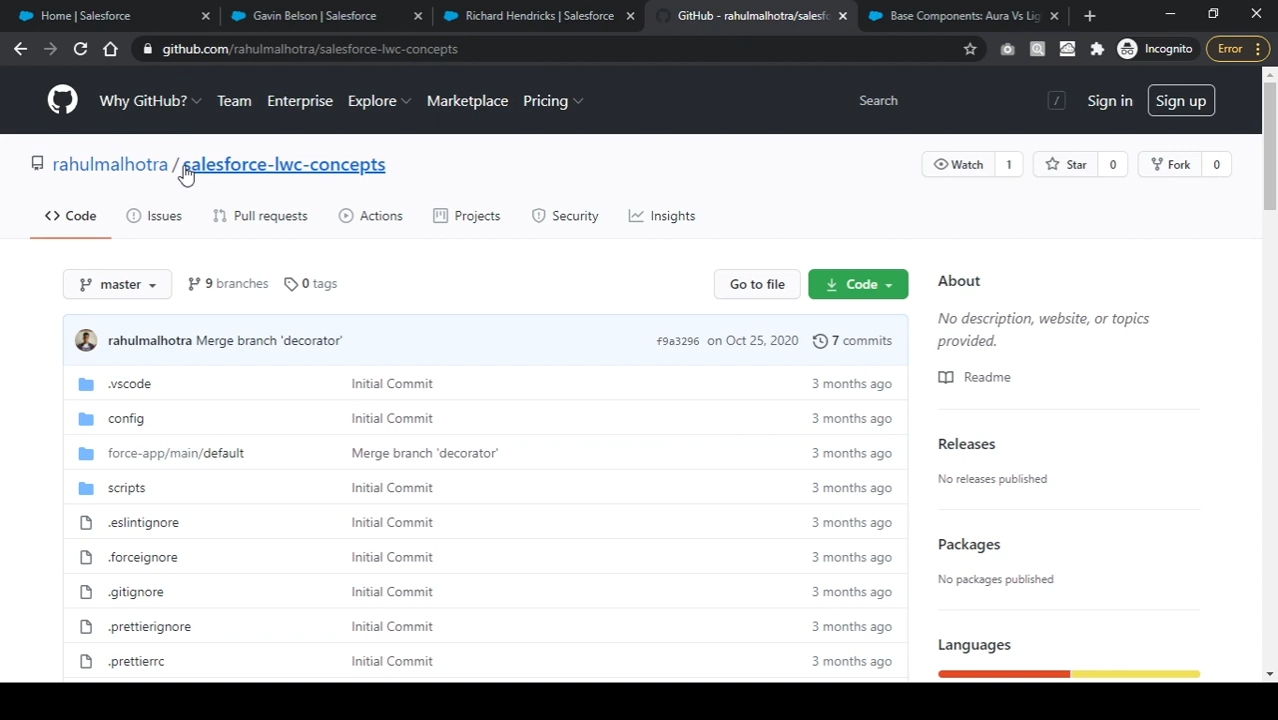 Home | Salesforce
Gavin Belson | Salesforce
Richard Hendricks | Salesforce
GitHub - rahulmalhotra/salesf
Base Components: Aura Vs Lig
github.com/rahulmalhotra/salesforce-lwc-concepts
Incognito
Error
Why GitHub?
Team
Enterprise
Explore
Marketplace
Pricing
Search
/
Sign in
Sign up
rahulmalhotra / salesforce-lwc-concepts
Watch 1
Star 0
Fork 0
Code
Issues
Pull requests
Actions
Projects
Security
Insights
master
9 branches
0 tags
Go to file
Code
rahulmalhotra Merge branch 'decorator'
f9a3296 on Oct 25, 2020
7 commits
.vscode Initial Commit 3 months ago
config Initial Commit 3 months ago
force-app/main/default Merge branch 'decorator' 3 months ago
scripts Initial Commit 3 months ago
.eslintignore Initial Commit 3 months ago
.forceignore Initial Commit 3 months ago
.gitignore Initial Commit 3 months ago
.prettierignore Initial Commit 3 months ago
.prettierrc Initial Commit 3 months ago
About
No description, website, or topics
provided.
Readme
Releases
No releases published
Packages
No packages published
Languages